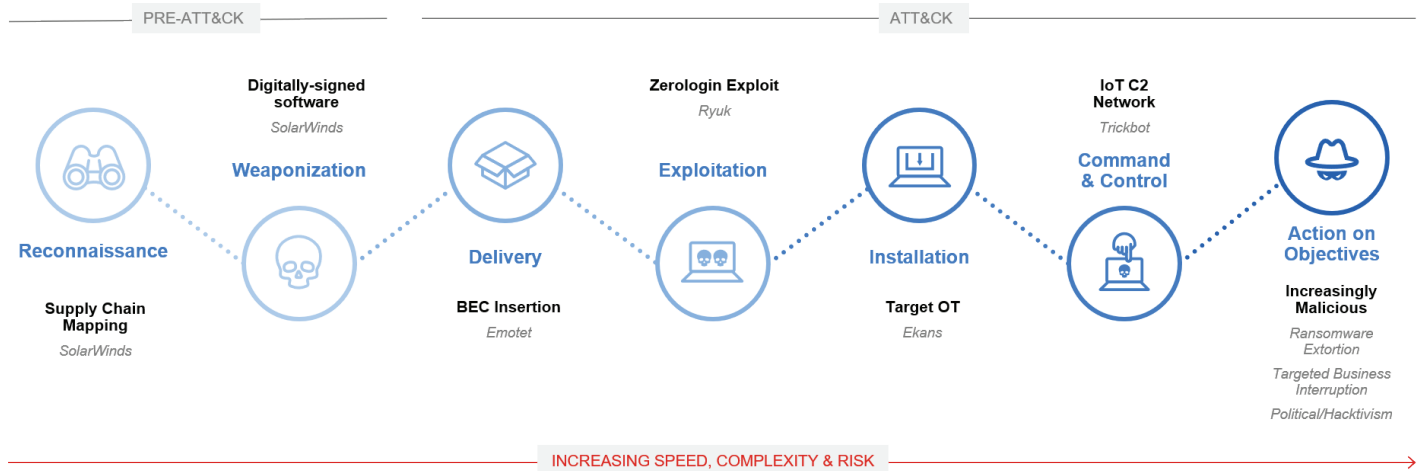 PRE-ATT&CK
ATT&CK
Reconnaissance
Supply Chain
Mapping
SolarWinds
Digitally-signed
software
SolarWinds
Weaponization
Delivery
BEC Insertion
Emotet
Zerologin Exploit
Ryuk
Exploitation
Installation
Target OT
Ekans
IoT C2
Network
Trickbot
Command
& Control
Action on
Objectives
Increasingly
Malicious
Ransomware
Extortion
Targeted Business
Interruption
Political/Hacktivism
INCREASING SPEED, COMPLEXITY & RISK